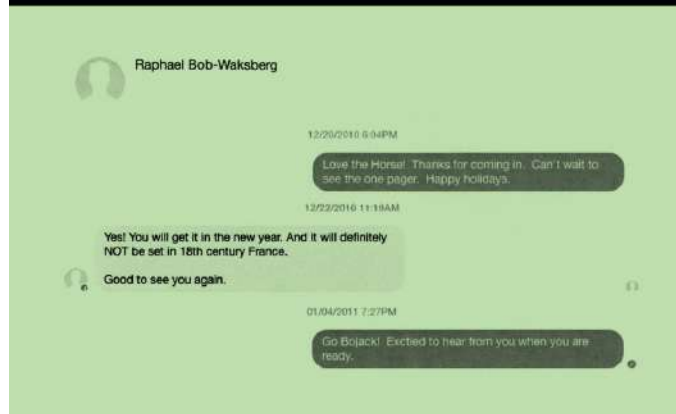 Raphael Bob-Waksberg
12/20/2010 6:04PM
Love the Horse! Thanks for coming in. Can't wait to
see the one pager. Happy holidays.
12/22/2010 11:19AM
Yes! You will get it in the new year. And it will definitely
NOT be set in 18th century France.
Good to see you again.
01/04/2011 7:27PM
Go Bojack! Exctied to hear from you when you are
ready.